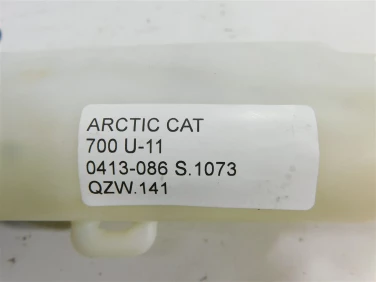 ARCTIC CAT
700 U-11
0413-086 S.1073
QZW.141